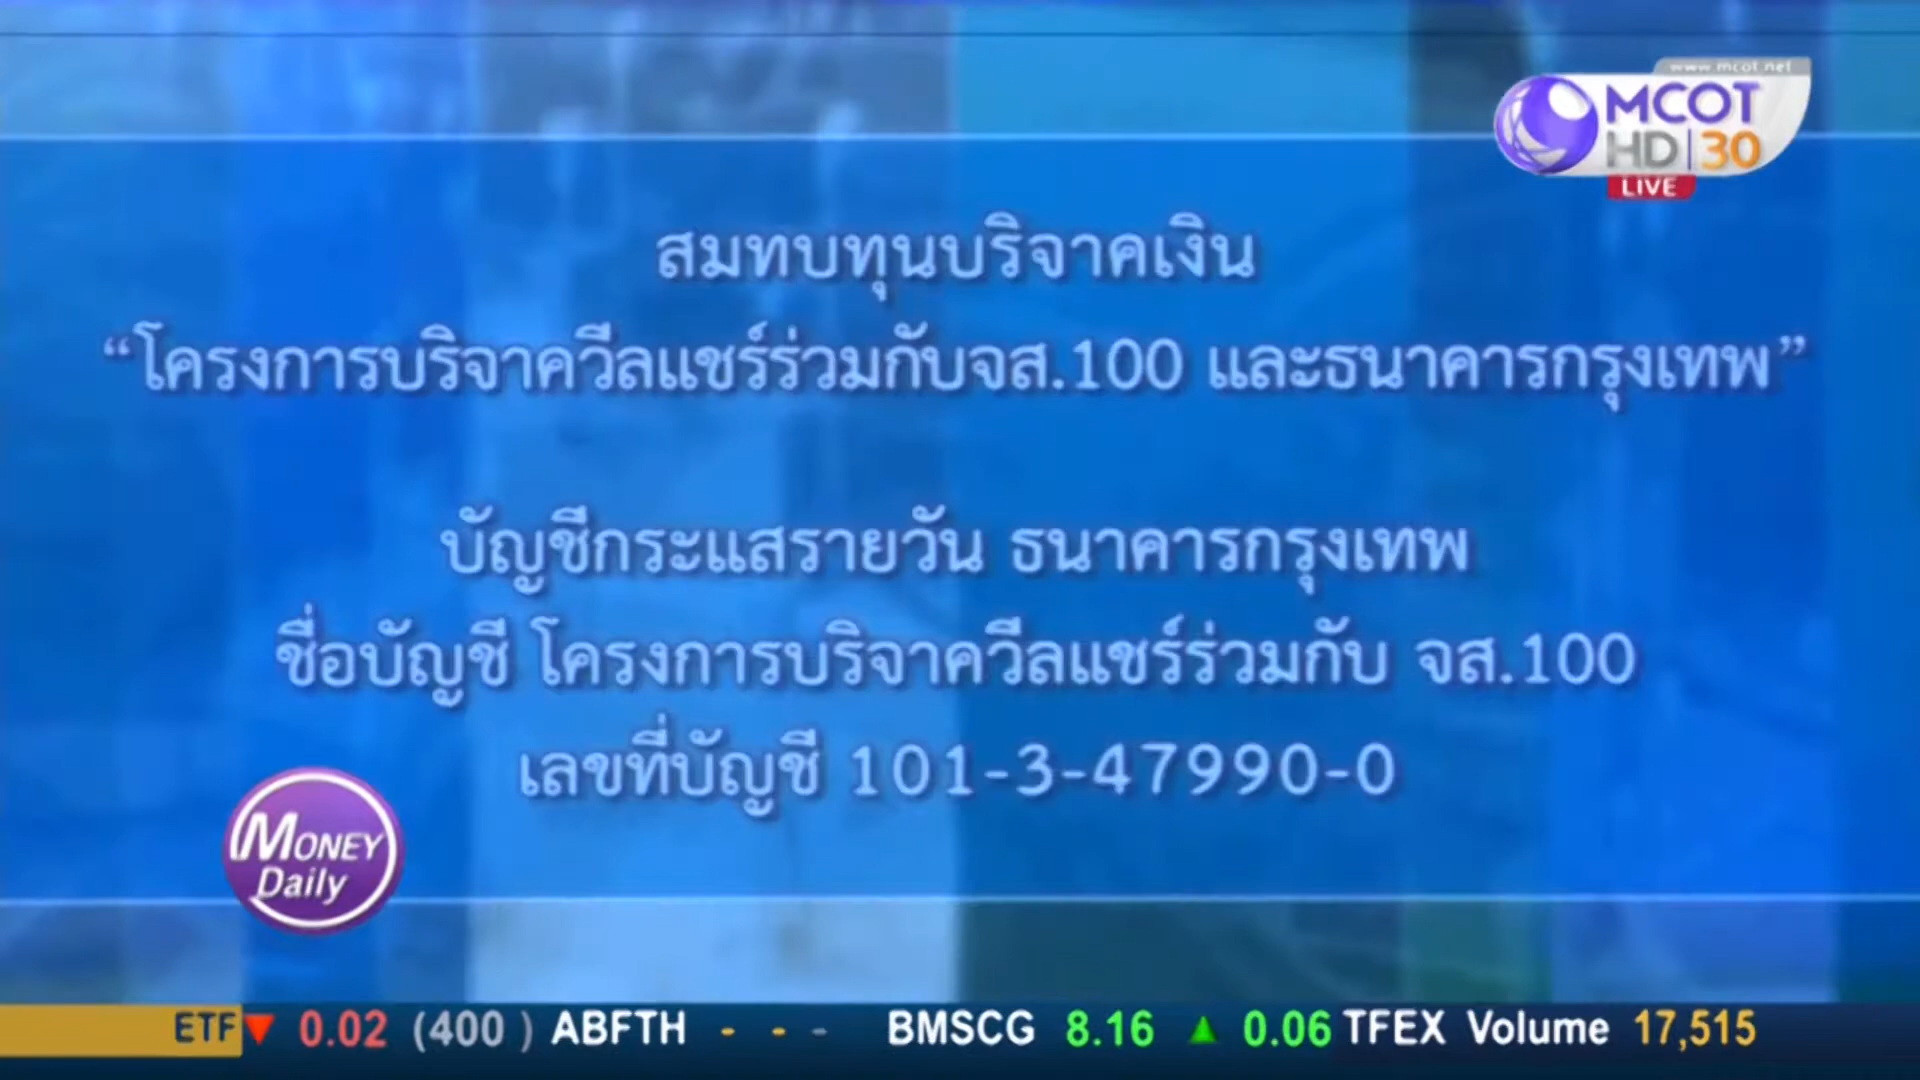 www.mcot.net
MCOT
HD 30
LIVE
สมทบทุนบริจาคเงิน
“โครงการบริจาควีลแชร์ร่วมกับจส.100 และธนาคารกรุงเทพ”
บัญชีกระแสรายวัน ธนาคารกรุงเทพ
ชื่อบัญชี โครงการบริจาควีลแชร์ร่วมกับ จส.100
เลขที่บัญชี 101-3-47990-0
MONEY
Daily
ETF ▼ 0.02 (400 ) ABFTH - - - BMSCG 8.16 ▲ 0.06 TFEX Volume 17,515